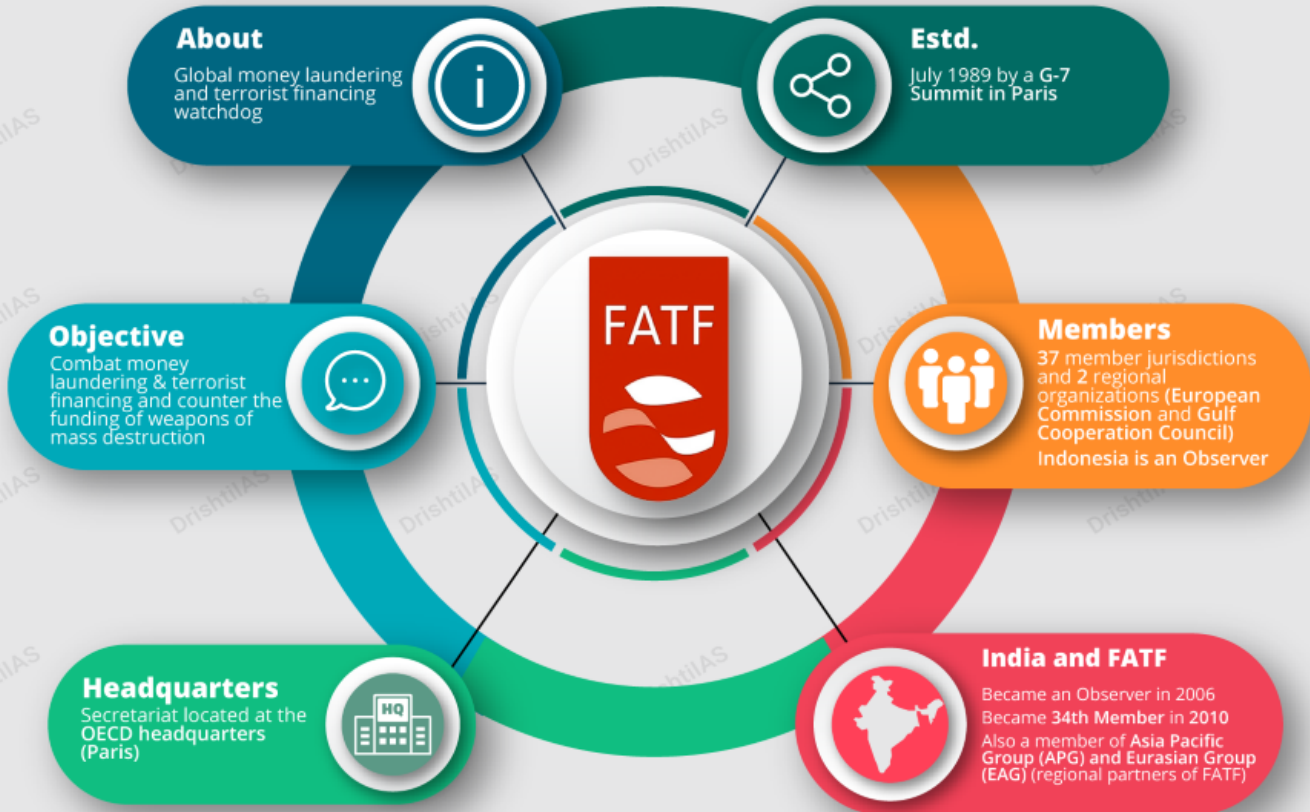 About
Global money laundering
and terrorist financing
watchdog
i
Estd.
July 1989 by a G-7
Summit in Paris
Objective
Combat money
laundering & terrorist
financing and counter the
funding of weapons of
mass destruction
FATF
Members
37 member jurisdictions
and 2 regional
organizations (European
Commission and Gulf
Cooperation Council)
Indonesia is an Observer
Headquarters
Secretariat located at the
OECD headquarters
(Paris)
HQ
India and FATF
Became an Observer in 2006
Became 34th Member in 2010
Also a member of Asia Pacific
Group (APG) and Eurasian Group
(EAG) (regional partners of FATF)
DrishtiIAS
DrishtiIAS
DrishtiIAS
DrishtiIAS